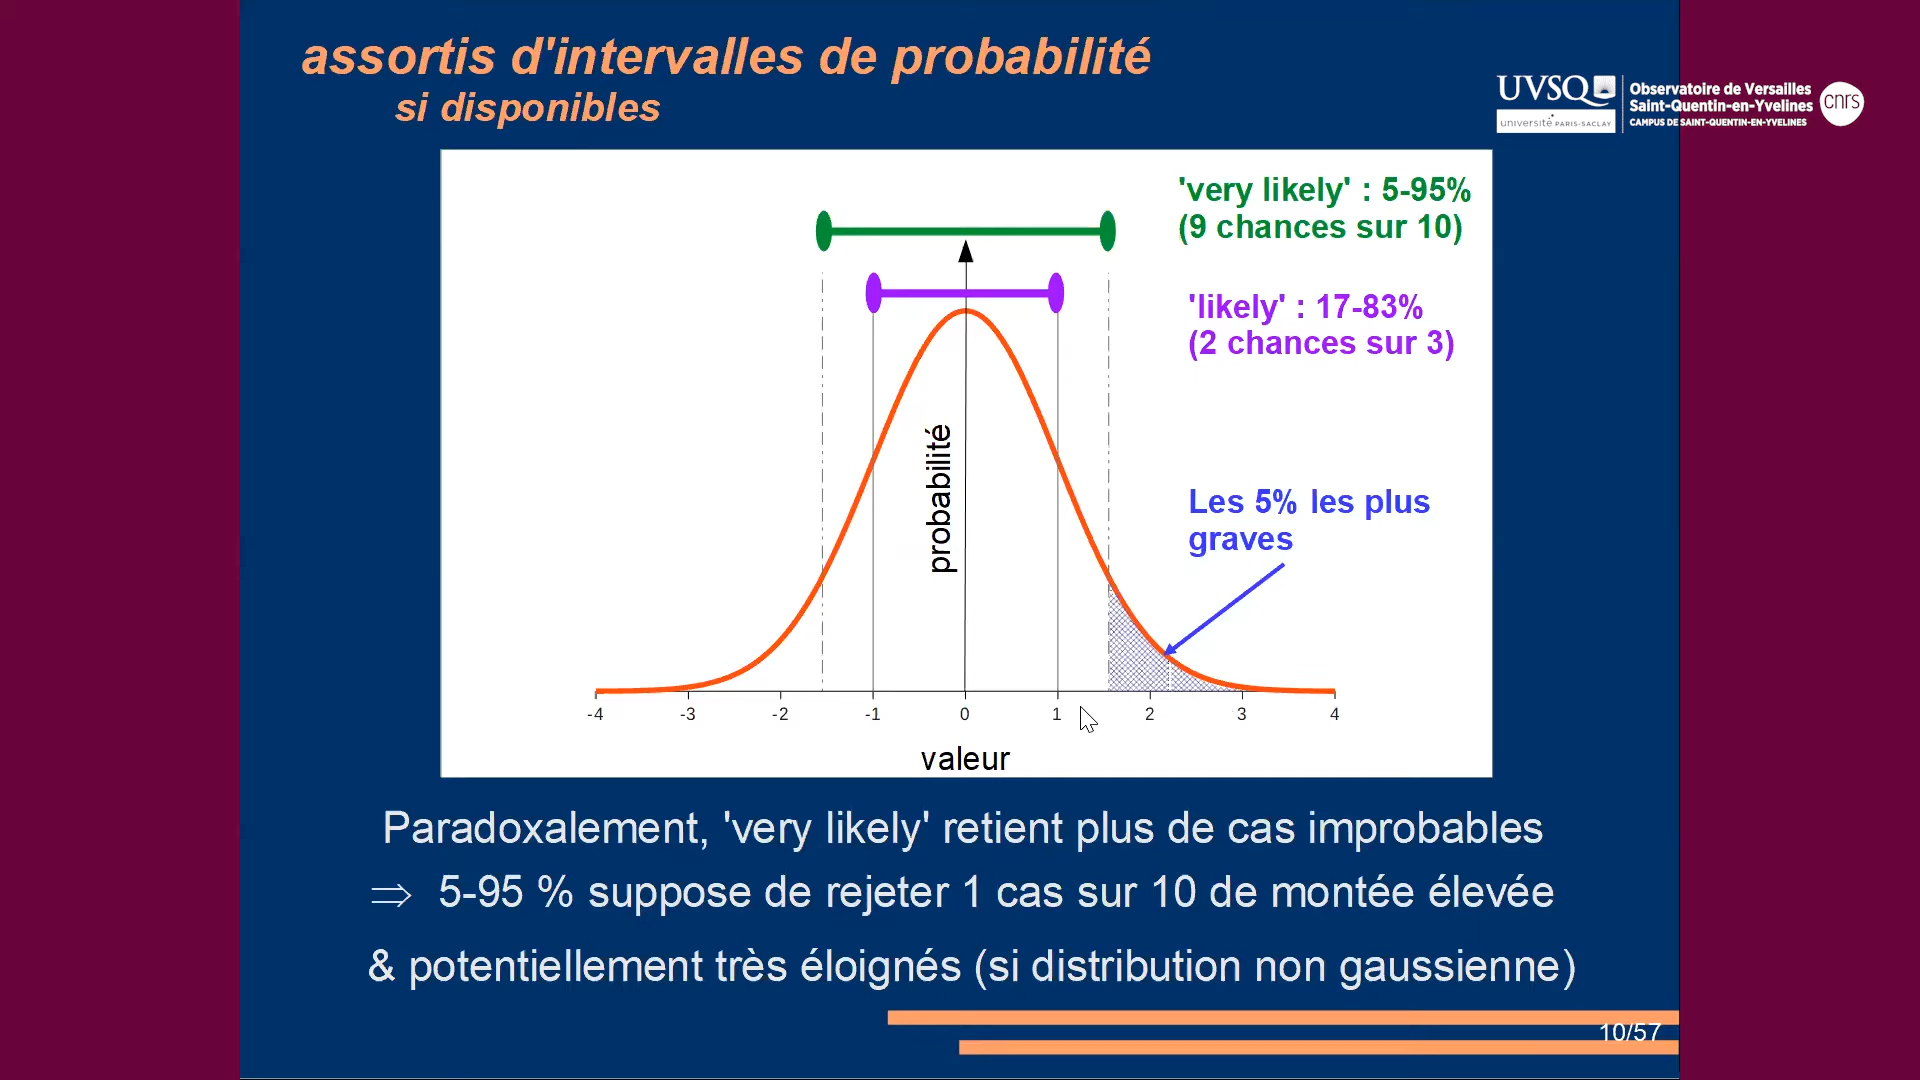 assortis d'intervalles de probabilité
si disponibles
UVSQ
université PARIS-SACLAY
Observatoire de Versailles
Saint-Quentin-en-Yvelines
CAMPUS DE SAINT-QUENTIN-EN-YVELINES
cnrs
'very likely' : 5-95%
(9 chances sur 10)
'likely' : 17-83%
(2 chances sur 3)
probabilité
Les 5% les plus
graves
-4 -3 -2 -1 0 1 2 3 4
valeur
Paradoxalement, 'very likely' retient plus de cas improbables
⇒ 5-95 % suppose de rejeter 1 cas sur 10 de montée élevée
& potentiellement très éloignés (si distribution non gaussienne)
10/57